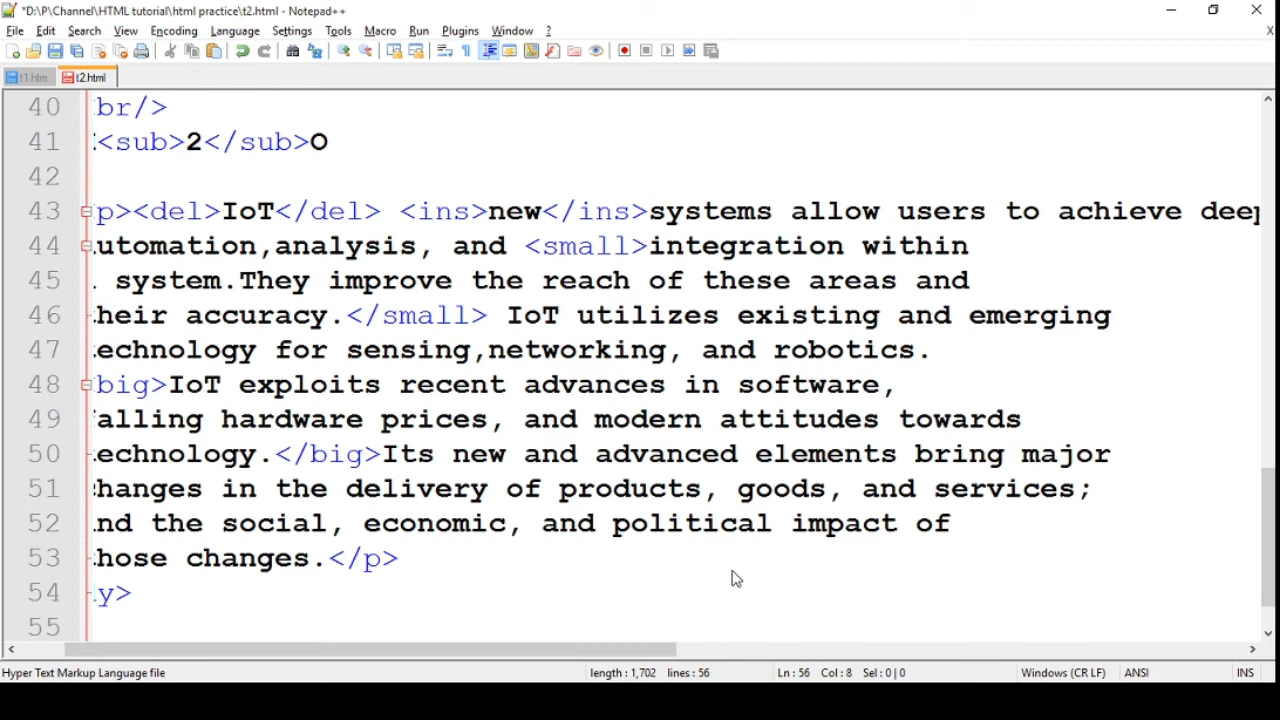 *D:\P\Channel\HTML tutorial\html practice\t2.html - Notepad++
File Edit Search View Encoding Language Settings Tools Macro Run Plugins Window ? X
t1.htm t2.html
40 br/>
41 <sub>2</sub>O
42
43 p><del>IoT</del> <ins>new</ins>systems allow users to achieve deep
44 utomation,analysis, and <small>integration within
45 system.They improve the reach of these areas and
46 heir accuracy.</small> IoT utilizes existing and emerging
47 echnology for sensing,networking, and robotics.
48 big>IoT exploits recent advances in software,
49 alling hardware prices, and modern attitudes towards
50 echnology.</big>Its new and advanced elements bring major
51 hanges in the delivery of products, goods, and services;
52 nd the social, economic, and political impact of
53 hose changes.</p>
54 y>
55
Hyper Text Markup Language file length : 1,702 lines : 56 Ln : 56 Col : 8 Sel : 0 | 0 Windows (CR LF) ANSI INS